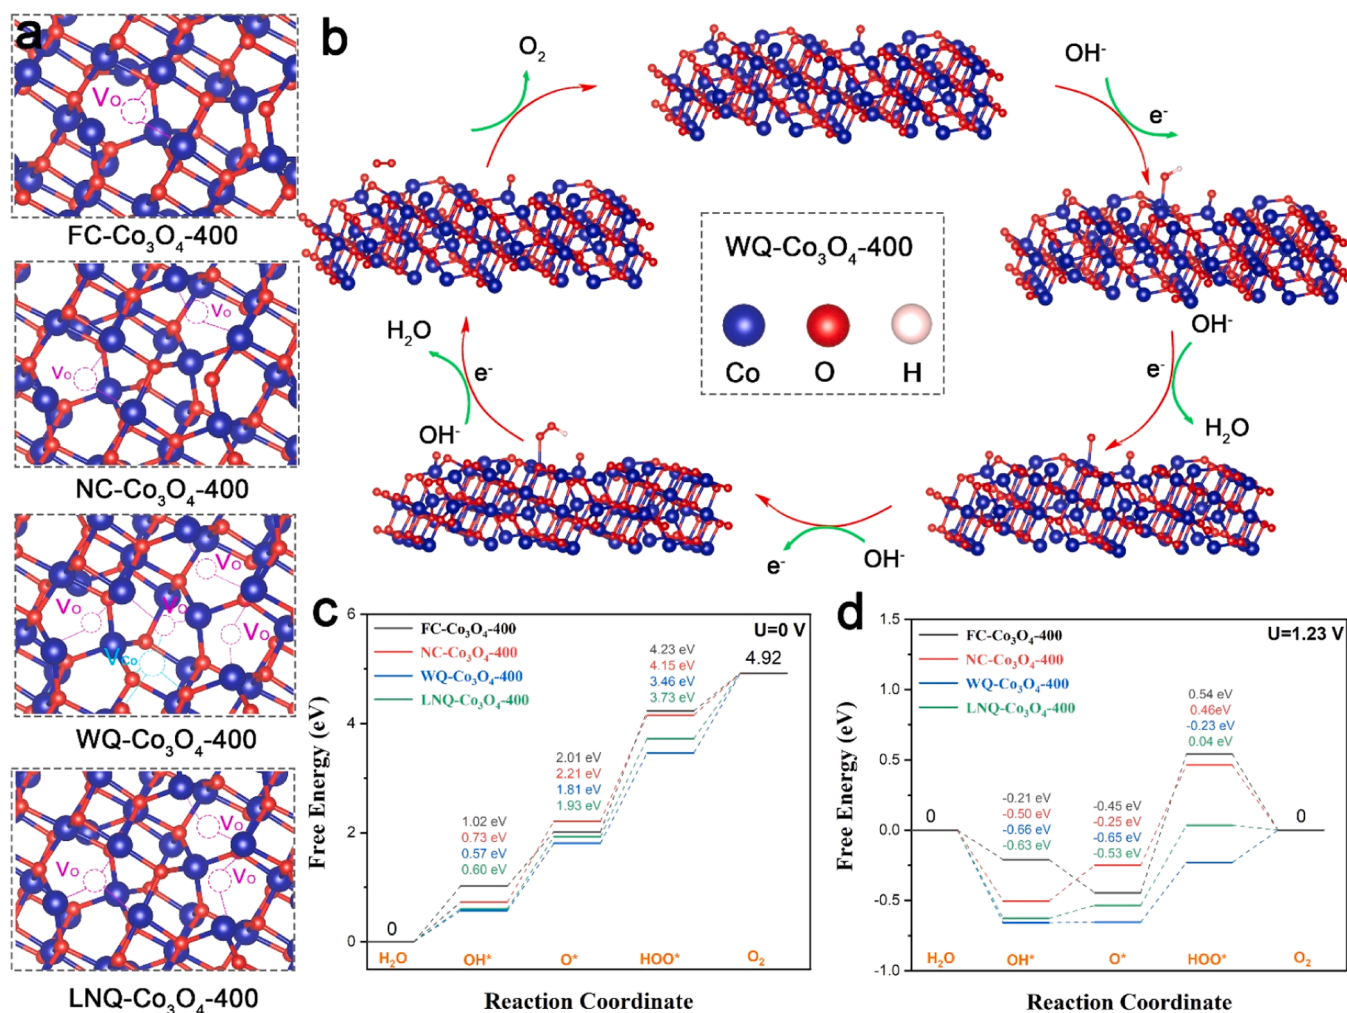 a
Vo
FC-Co₃O₄-400
Vo
Vo
NC-Co₃O₄-400
Vo
Vo
Vo
Vo
VCo
WQ-Co₃O₄-400
Vo
Vo
Vo
LNQ-Co₃O₄-400
b
O₂
OH⁻
e⁻
OH⁻
e⁻
H₂O
OH⁻
e⁻
OH⁻
e⁻
H₂O
WQ-Co₃O₄-400
Co O H
c
U=0 V
FC-Co₃O₄-400
NC-Co₃O₄-400
WQ-Co₃O₄-400
LNQ-Co₃O₄-400
6
4
2
0
Free Energy (eV)
0
1.02 eV
0.73 eV
0.57 eV
0.60 eV
2.01 eV
2.21 eV
1.81 eV
1.93 eV
4.23 eV
4.15 eV
3.46 eV
3.73 eV
4.92
H₂O OH* O* HOO* O₂
Reaction Coordinate
d
U=1.23 V
FC-Co₃O₄-400
NC-Co₃O₄-400
WQ-Co₃O₄-400
LNQ-Co₃O₄-400
1.5
1.0
0.5
0.0
-0.5
-1.0
Free Energy (eV)
0
-0.21 eV
-0.50 eV
-0.66 eV
-0.63 eV
-0.45 eV
-0.25 eV
-0.65 eV
-0.53 eV
0.54 eV
0.46eV
-0.23 eV
0.04 eV
0
H₂O OH* O* HOO* O₂
Reaction Coordinate